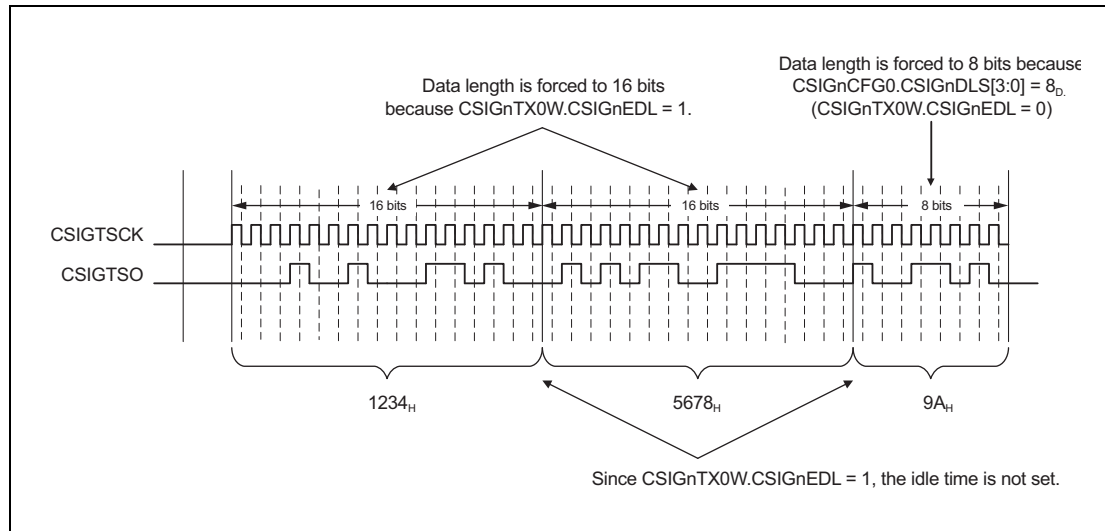 Data length is forced to 16 bits
because CSIGnTX0W.CSIGnEDL = 1.
Data length is forced to 8 bits because
CSIGnCFG0.CSIGnDLS[3:0] = 8D.
(CSIGnTX0W.CSIGnEDL = 0)
16 bits
16 bits
8 bits
CSIGTSCK
CSIGTSO
1234H
5678H
9AH
Since CSIGnTX0W.CSIGnEDL = 1, the idle time is not set.